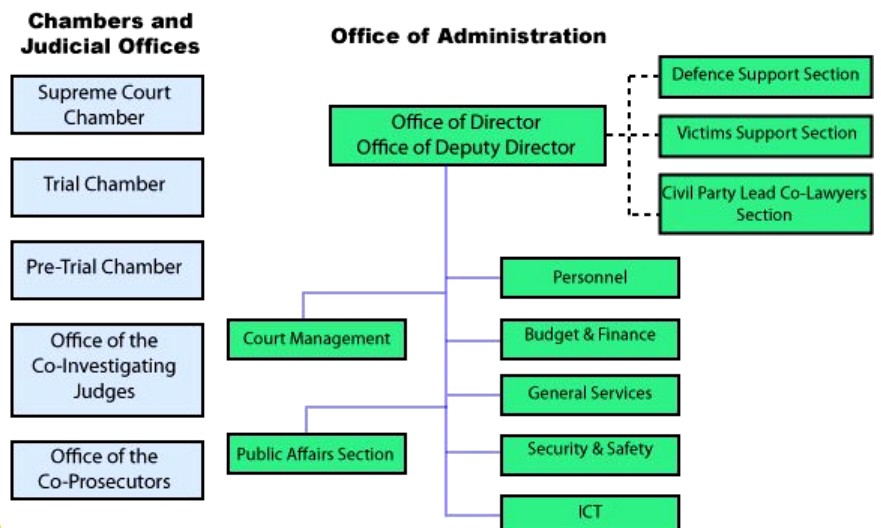 Chambers and
Judicial Offices
Supreme Court
Chamber
Trial Chamber
Pre-Trial Chamber
Office of the
Co-Investigating
Judges
Office of the
Co-Prosecutors
Office of Administration
Office of Director
Office of Deputy Director
Defence Support Section
Victims Support Section
Civil Party Lead Co-Lawyers
Section
Court Management
Public Affairs Section
Personnel
Budget & Finance
General Services
Security & Safety
ICT